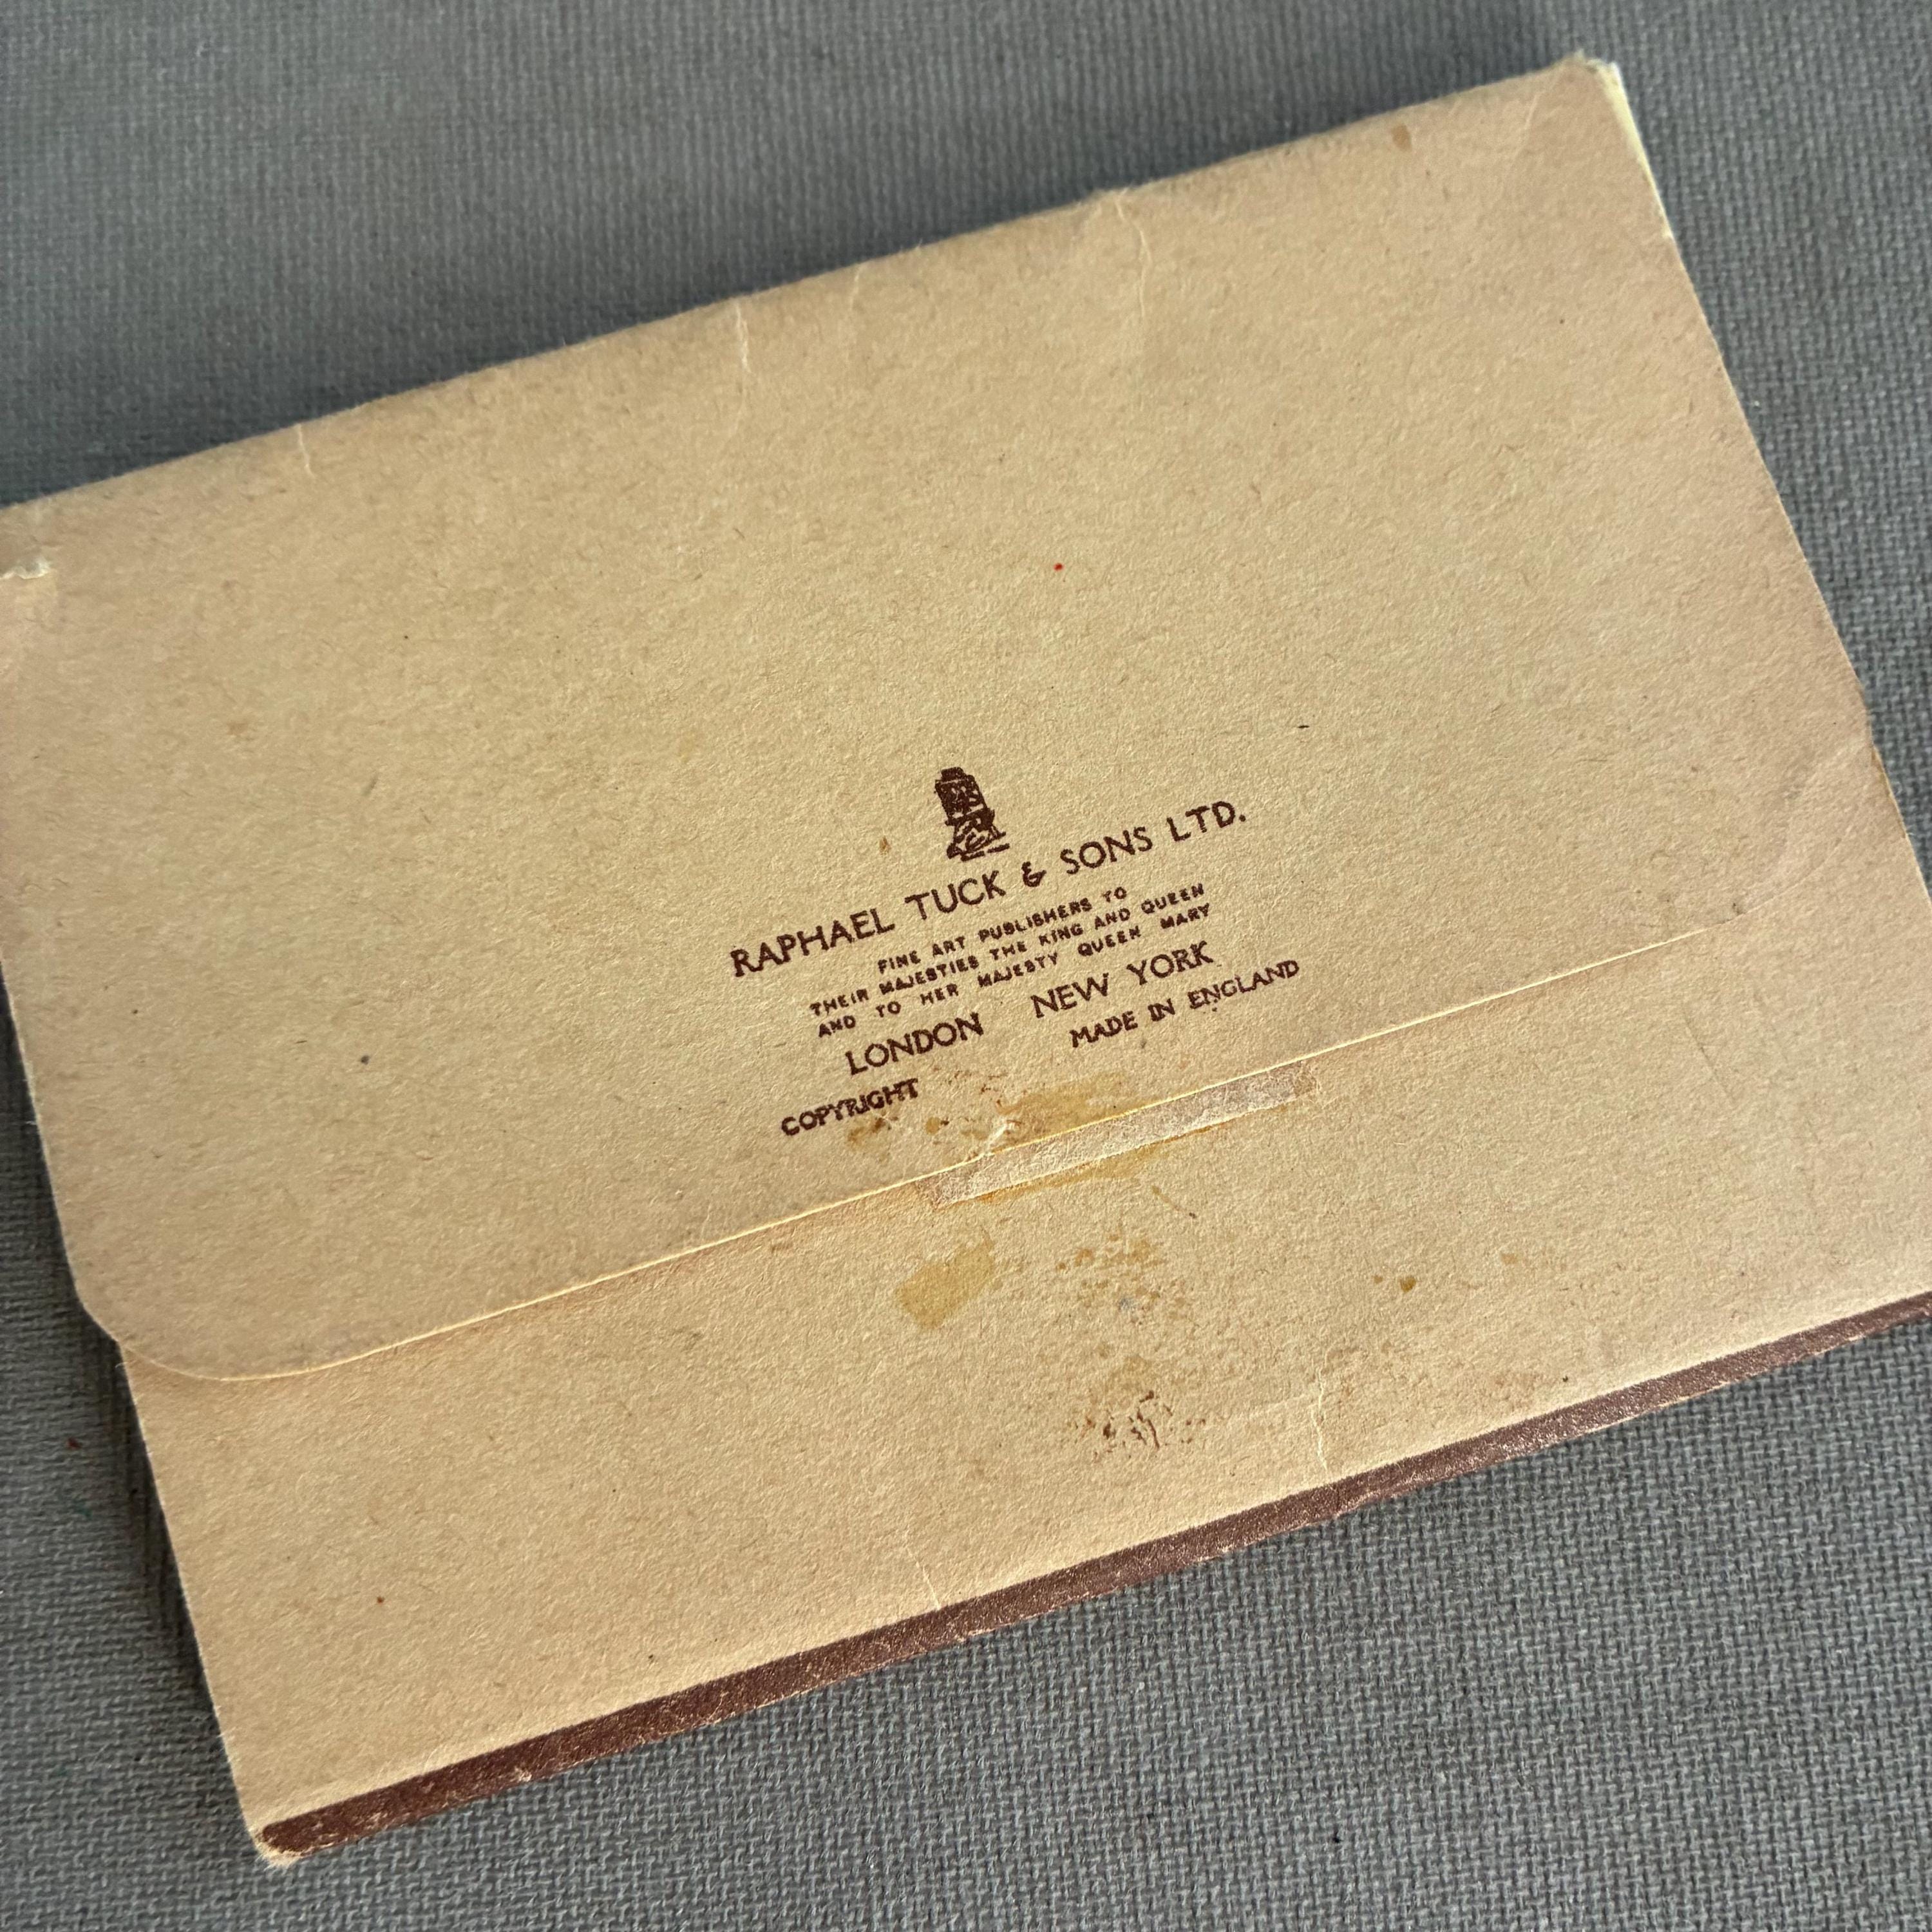 RAPHAEL TUCK & SONS LTD.
FINE ART PUBLISHERS TO
THEIR MAJESTIES THE KING AND QUEEN
AND TO HER MAJESTY QUEEN MARY
LONDON NEW YORK
COPYRIGHT MADE IN ENGLAND